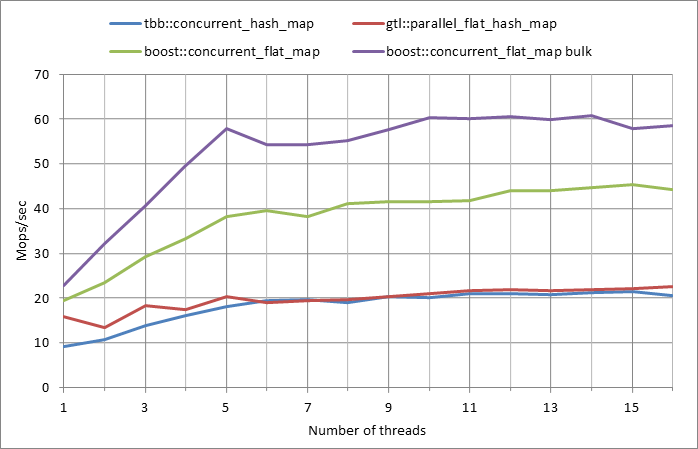 tbb::concurrent_hash_map gtl::parallel_flat_hash_map
boost::concurrent_flat_map boost::concurrent_flat_map bulk
70
60
50
40
30
20
10
0
Mops/sec
1 3 5 7 9 11 13 15
Number of threads